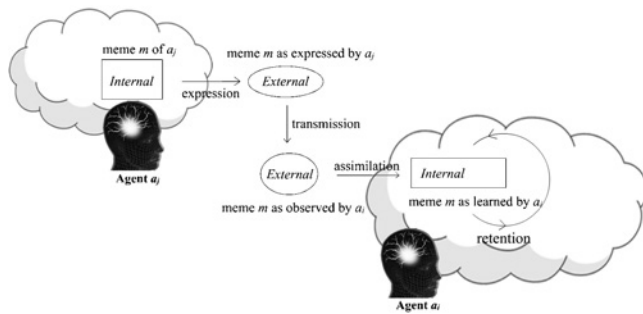 meme m of aj
Internal
expression
Agent aj
meme m as expressed by aj
External
transmission
External
meme m as observed by ai
assimilation
Internal
meme m as learned by ai
retention
Agent ai